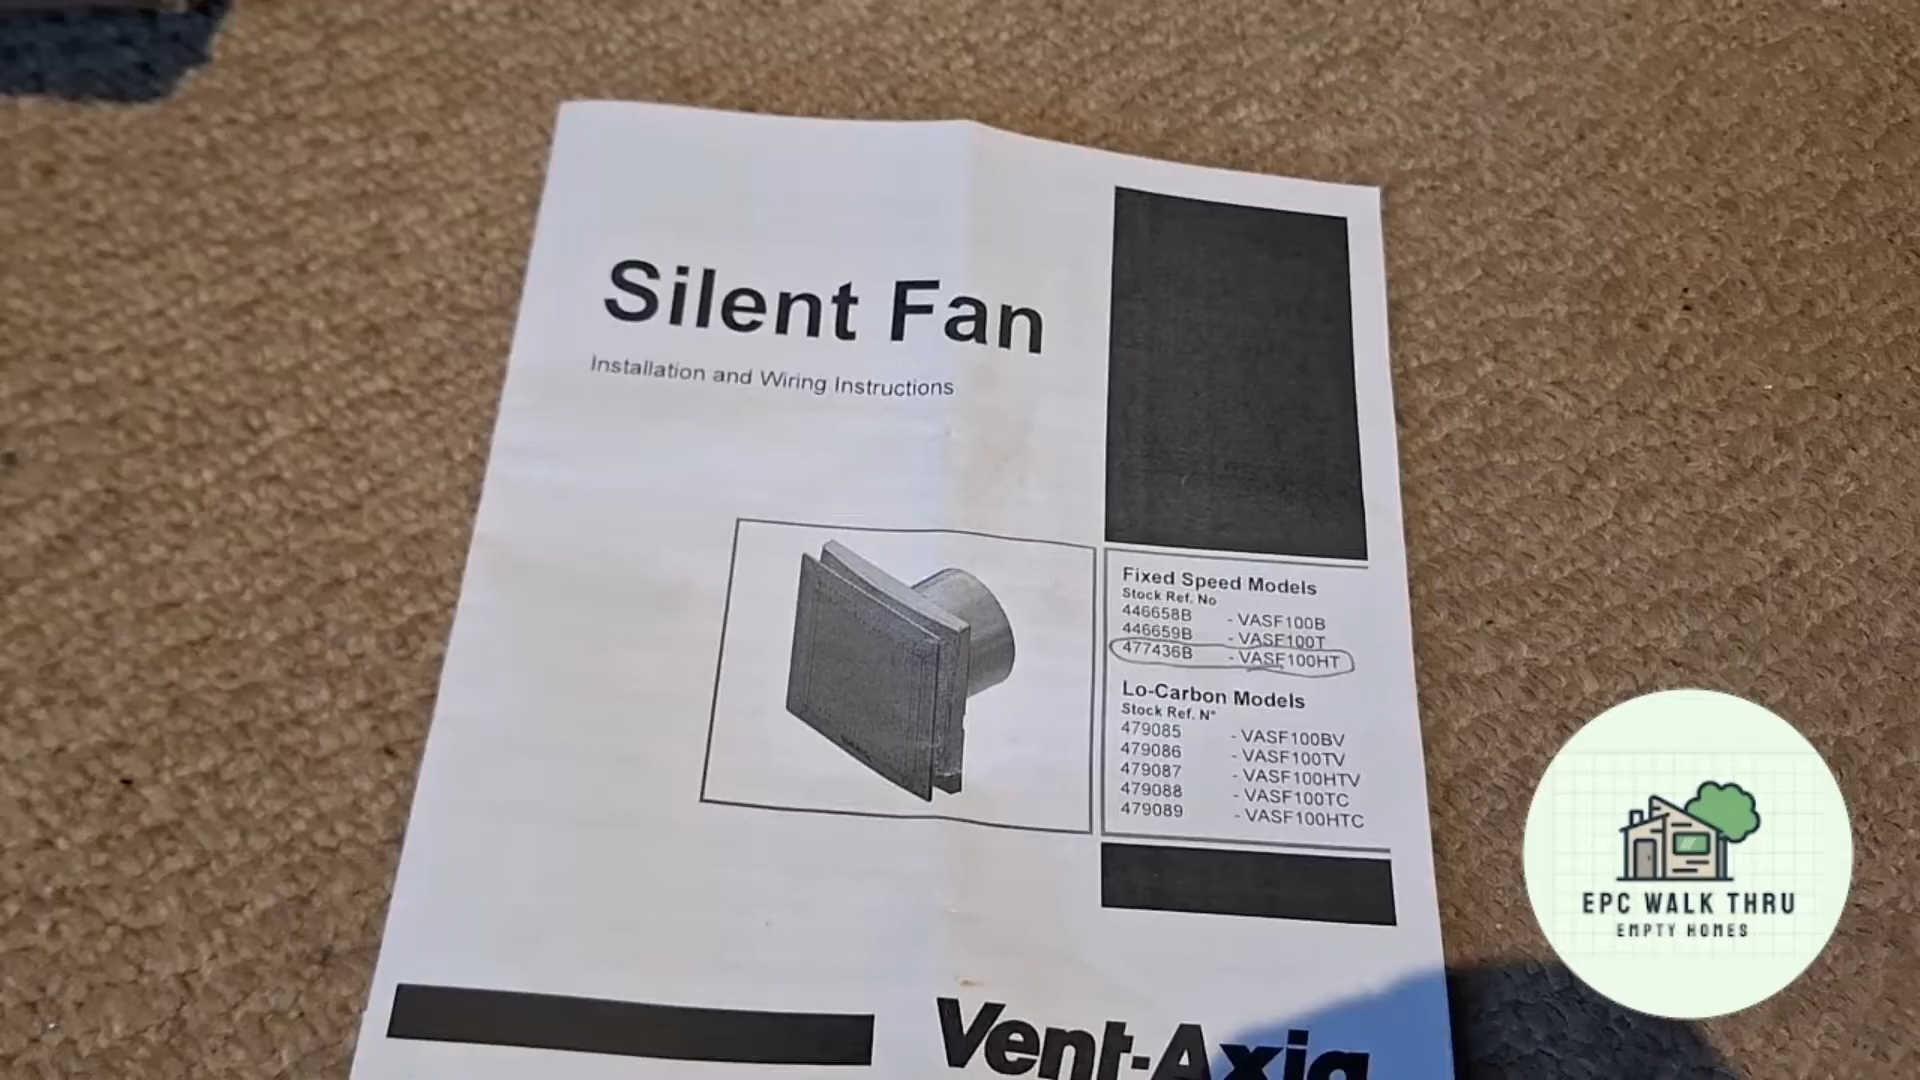 Silent Fan
Installation and Wiring Instructions
Fixed Speed Models
Stock Ref. No
446658B - VASF100B
446659B - VASF100T
477436B - VASF100HT
Lo-Carbon Models
Stock Ref. N°
479085 - VASF100BV
479086 - VASF100TV
479087 - VASF100HTV
479088 - VASF100TC
479089 - VASF100HTC
Vent-Axia
EPC WALK THRU
EMPTY HOMES